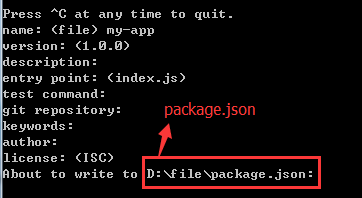 Press ^C at any time to quit.
name: (file) my-app
version: (1.0.0)
description:
entry point: (index.js)
test command:
git repository:
package.json
keywords:
author:
license: (ISC)
About to write to D:\file\package.json: